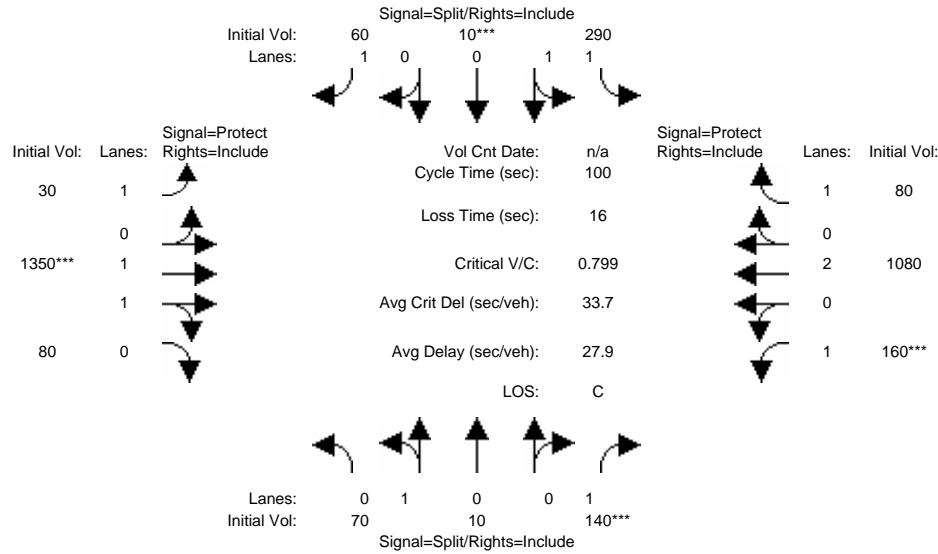 Signal=Split/Rights=Include
Initial Vol: 60 10*** 290
Lanes: 1 0 0 1 1
Signal=Protect
Initial Vol: Lanes: Rights=Include
Vol Cnt Date: n/a
Signal=Protect
Rights=Include Lanes: Initial Vol:
30 1
Cycle Time (sec): 100
1 80
0
Loss Time (sec): 16
0
1350*** 1
Critical V/C: 0.799
2 1080
1
Avg Crit Del (sec/veh): 33.7
0
80 0
Avg Delay (sec/veh): 27.9
1 160***
LOS: C
Lanes: 0 1 0 0 1
Initial Vol: 70 10 140***
Signal=Split/Rights=Include